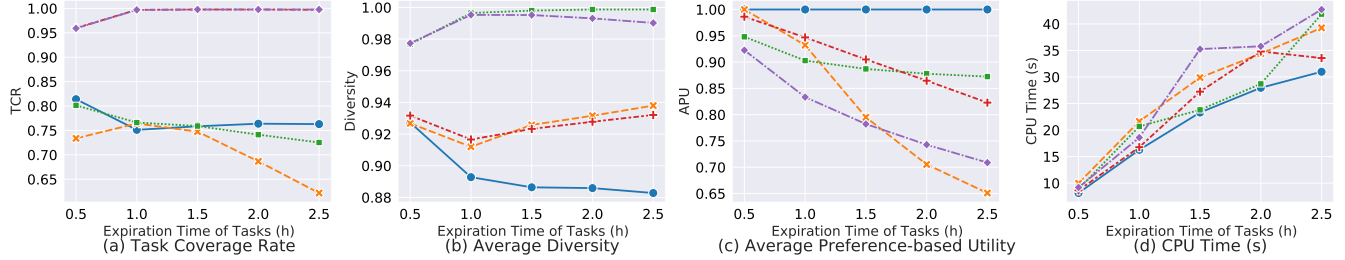 1.00
0.95
0.90
0.85
0.80
0.75
0.70
0.65
TCR
0.5 1.0 1.5 2.0 2.5
Expiration Time of Tasks (h)
(a) Task Coverage Rate
1.00
0.98
0.96
0.94
0.92
0.90
0.88
Diversity
0.5 1.0 1.5 2.0 2.5
Expiration Time of Tasks (h)
(b) Average Diversity
1.00
0.95
0.90
0.85
0.80
0.75
0.70
0.65
APU
0.5 1.0 1.5 2.0 2.5
Expiration Time of Tasks (h)
(c) Average Preference-based Utility
40
35
30
25
20
15
10
CPU Time (s)
0.5 1.0 1.5 2.0 2.5
Expiration Time of Tasks (h)
(d) CPU Time (s)